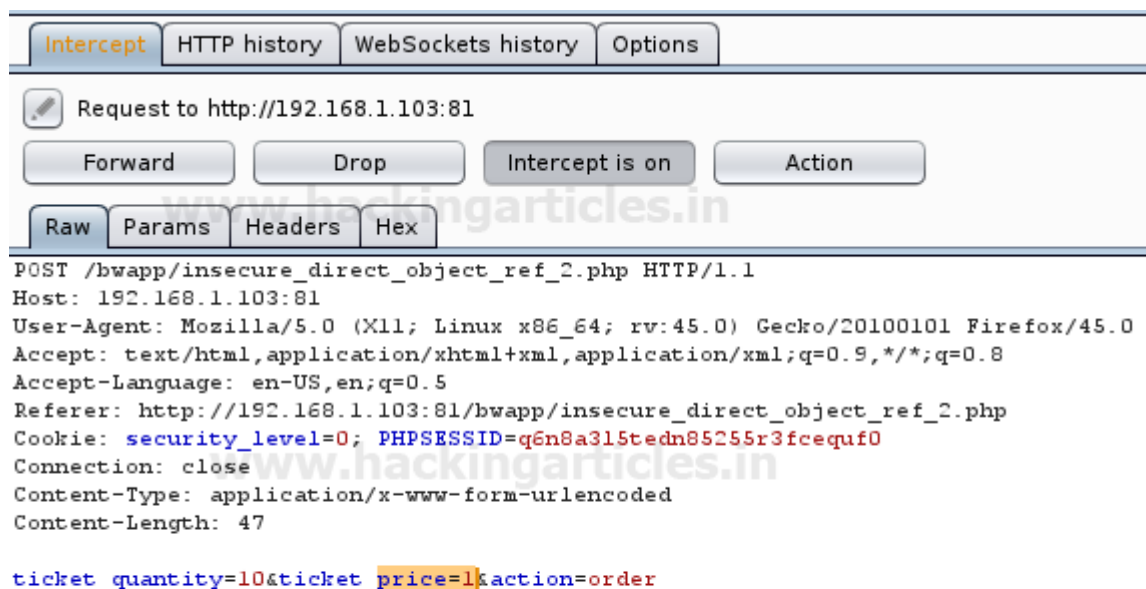 Intercept HTTP history WebSockets history Options
Request to http://192.168.1.103:81
Forward Drop Intercept is on Action
www.hackingarticles.in
Raw Params Headers Hex
POST /bwapp/insecure_direct_object_ref_2.php HTTP/1.1
Host: 192.168.1.103:81
User-Agent: Mozilla/5.0 (X11; Linux x86_64; rv:45.0) Gecko/20100101 Firefox/45.0
Accept: text/html,application/xhtml+xml,application/xml;q=0.9,*/*;q=0.8
Accept-Language: en-US,en;q=0.5
Referer: http://192.168.1.103:81/bwapp/insecure_direct_object_ref_2.php
Cookie: security_level=0; PHPSESSID=q6n8a3l5tedn85255r3fcequf0
www.hackingarticles.in
Connection: close
Content-Type: application/x-www-form-urlencoded
Content-Length: 47
ticket_quantity=10&ticket_price=1&action=order